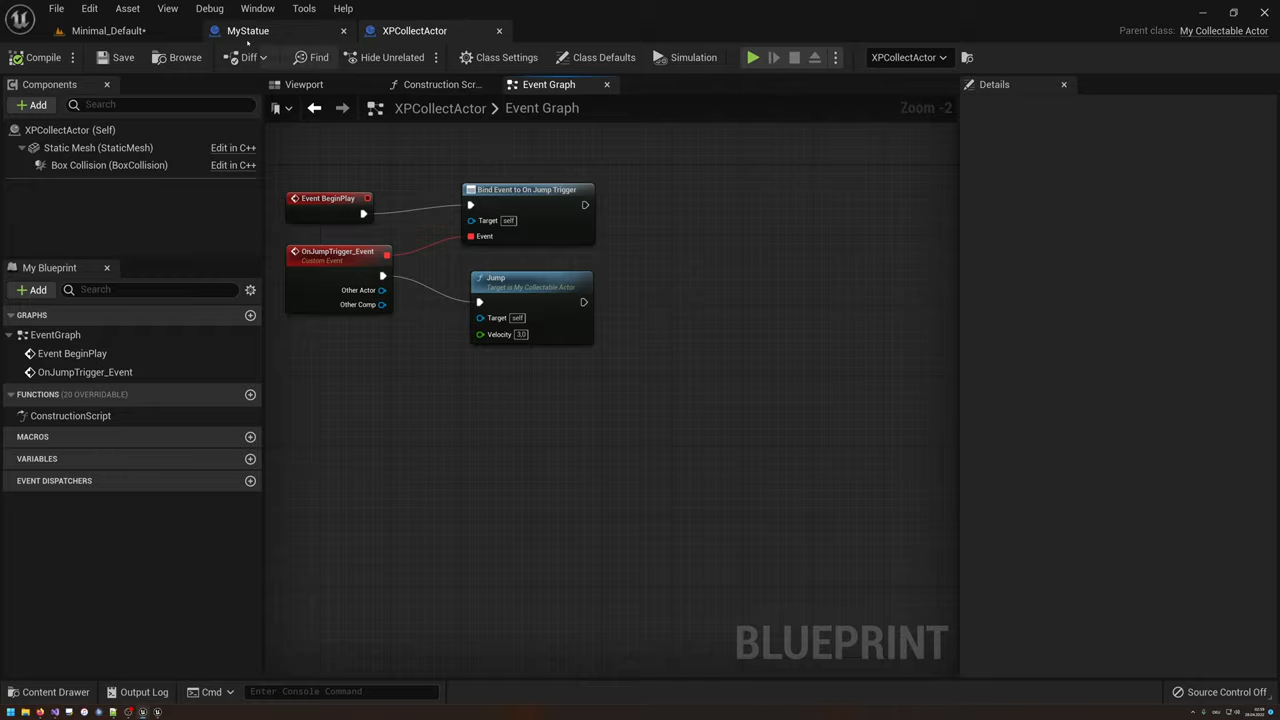 File Edit Asset View Debug Window Tools Help
Minimal_Default* MyStatue XPCollectActor Parent class: My Collectable Actor
Compile Save Browse Diff Find Hide Unrelated Class Settings Class Defaults Simulation XPCollectActor
Components Viewport Construction Scr... Event Graph Details
Add Search XPCollectActor > Event Graph Zoom -2
XPCollectActor (Self)
Static Mesh (StaticMesh) Edit in C++
Box Collision (BoxCollision) Edit in C++
Event BeginPlay
Bind Event to On Jump Trigger
Target self
Event
OnJumpTrigger_Event
Custom Event
Other Actor
Other Comp
Jump
Target is My Collectable Actor
Target self
Velocity 3,0
My Blueprint
Add Search
GRAPHS
EventGraph
Event BeginPlay
OnJumpTrigger_Event
FUNCTIONS (20 OVERRIDABLE)
ConstructionScript
MACROS
VARIABLES
EVENT DISPATCHERS
BLUEPRINT
Content Drawer Output Log Cmd Enter Console Command Source Control Off